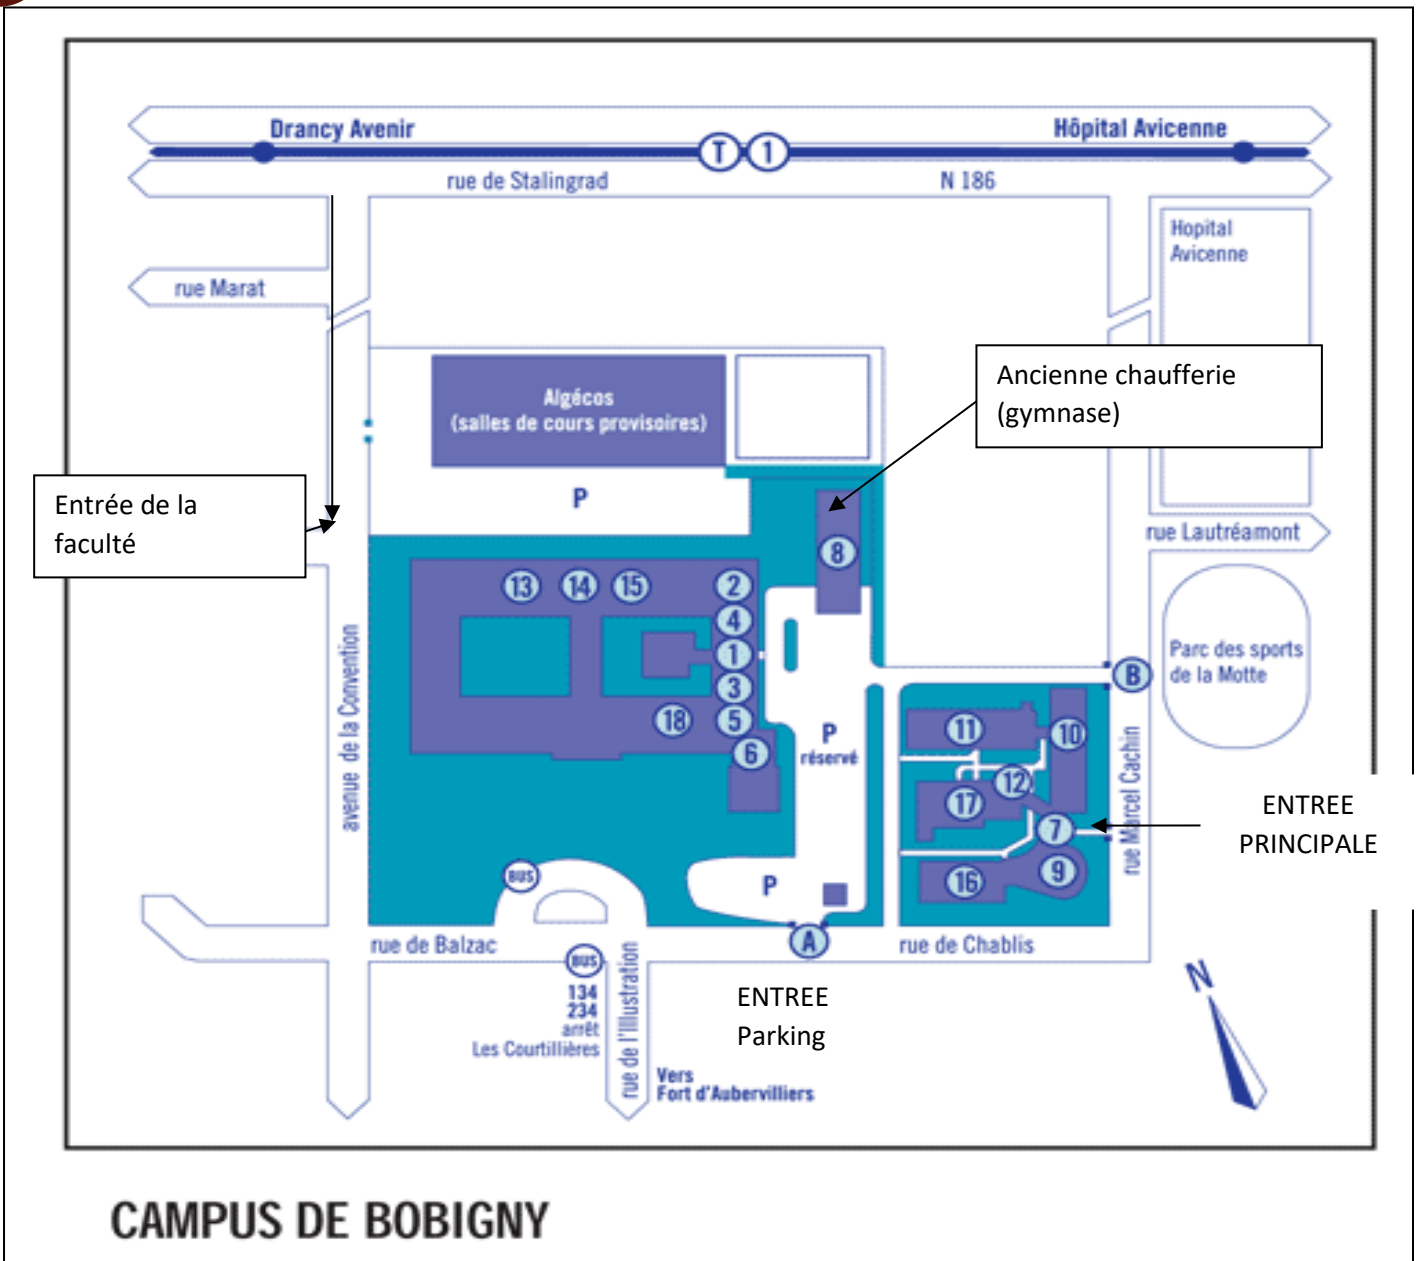 Drancy Avenir
Hôpital Avicenne
T 1
rue de Stalingrad
N 186
Hopital
Avicenne
rue Marat
Ancienne chaufferie
(gymnase)
Algécos
(salles de cours provisoires)
P
Entrée de la
faculté
8
rue Lautréamont
13 14 15 2
4
1
3
18 5
6
avenue de la Convention
Parc des sports
de la Motte
B
P
réservé
11
10
12
17
7
9
16
rue Marcel Cachin
ENTREE
PRINCIPALE
BUS
P
A
rue de Balzac
rue de Chablis
BUS
134
234
arrêt
Les Courtillières
rue de l'Illustration
ENTREE
Parking
N
Vers
Fort d'Aubervilliers
CAMPUS DE BOBIGNY